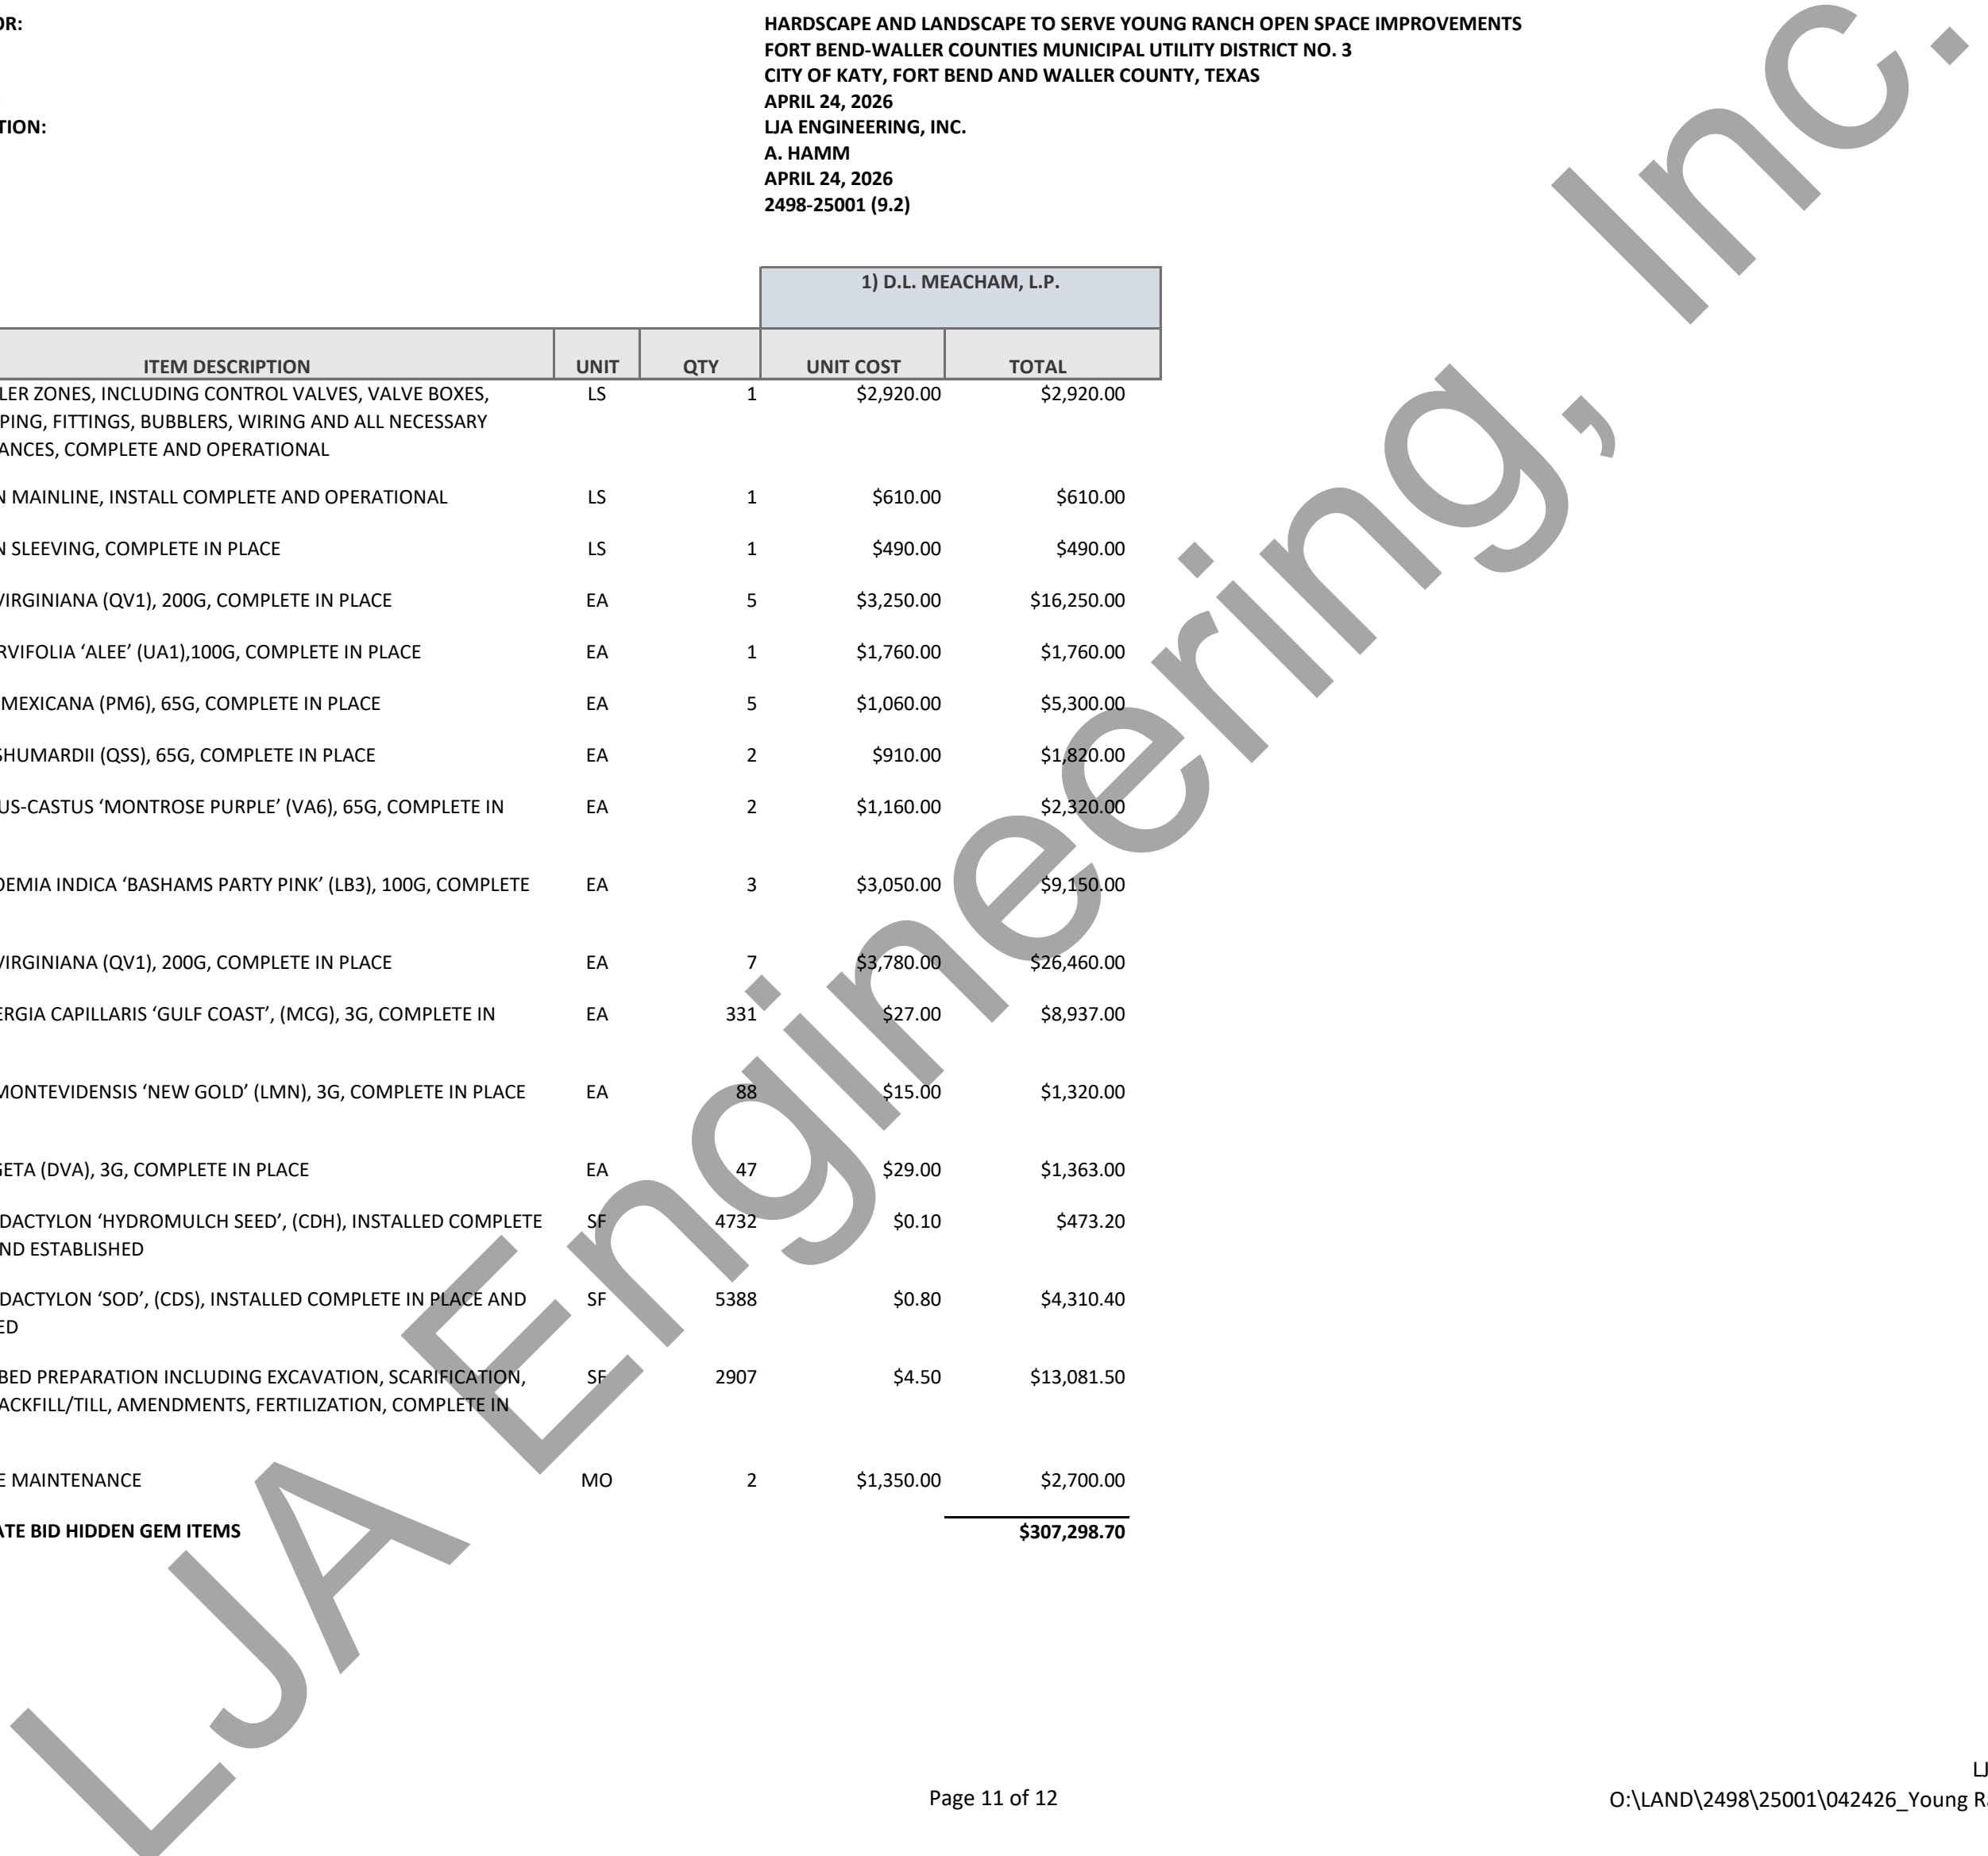 HARDSCAPE AND LANDSCAPE TO SERVE YOUNG RANCH OPEN SPACE IMPROVEMENTS
FORT BEND-WALLER COUNTIES MUNICIPAL UTILITY DISTRICT NO. 3
CITY OF KATY, FORT BEND AND WALLER COUNTY, TEXAS
APRIL 24, 2026
TION: LJA ENGINEERING, INC.
A. HAMM
APRIL 24, 2026
2498-25001 (9.2)
1) D.L. MEACHAM, L.P.
ITEM DESCRIPTION UNIT QTY UNIT COST TOTAL
LER ZONES, INCLUDING CONTROL VALVES, VALVE BOXES, LS 1 $2,920.00 $2,920.00
PING, FITTINGS, BUBBLERS, WIRING AND ALL NECESSARY
ANCES, COMPLETE AND OPERATIONAL
N MAINLINE, INSTALL COMPLETE AND OPERATIONAL LS 1 $610.00 $610.00
N SLEEVING, COMPLETE IN PLACE LS 1 $490.00 $490.00
VIRGINIANA (QV1), 200G, COMPLETE IN PLACE EA 5 $3,250.00 $16,250.00
RVIFOLIA ‘ALEE’ (UA1),100G, COMPLETE IN PLACE EA 1 $1,760.00 $1,760.00
MEXICANA (PM6), 65G, COMPLETE IN PLACE EA 5 $1,060.00 $5,300.00
SHUMARDII (QSS), 65G, COMPLETE IN PLACE EA 2 $910.00 $1,820.00
US-CASTUS ‘MONTROSE PURPLE’ (VA6), 65G, COMPLETE IN EA 2 $1,160.00 $2,320.00
OEMIA INDICA ‘BASHAMS PARTY PINK’ (LB3), 100G, COMPLETE EA 3 $3,050.00 $9,150.00
VIRGINIANA (QV1), 200G, COMPLETE IN PLACE EA 7 $3,780.00 $26,460.00
ERGIA CAPILLARIS ‘GULF COAST’, (MCG), 3G, COMPLETE IN EA 331 $27.00 $8,937.00
MONTEVIDENSIS ‘NEW GOLD’ (LMN), 3G, COMPLETE IN PLACE EA 88 $15.00 $1,320.00
GETA (DVA), 3G, COMPLETE IN PLACE EA 47 $29.00 $1,363.00
DACTYLON ‘HYDROMULCH SEED’, (CDH), INSTALLED COMPLETE SF 4732 $0.10 $473.20
ND ESTABLISHED
DACTYLON ‘SOD’, (CDS), INSTALLED COMPLETE IN PLACE AND SF 5388 $0.80 $4,310.40
ED
BED PREPARATION INCLUDING EXCAVATION, SCARIFICATION, SF 2907 $4.50 $13,081.50
ACKFILL/TILL, AMENDMENTS, FERTILIZATION, COMPLETE IN
E MAINTENANCE MO 2 $1,350.00 $2,700.00
ATE BID HIDDEN GEM ITEMS $307,298.70
LJA Engineering, Inc.
Page 11 of 12
O:\LAND\2498\25001\042426_Young R